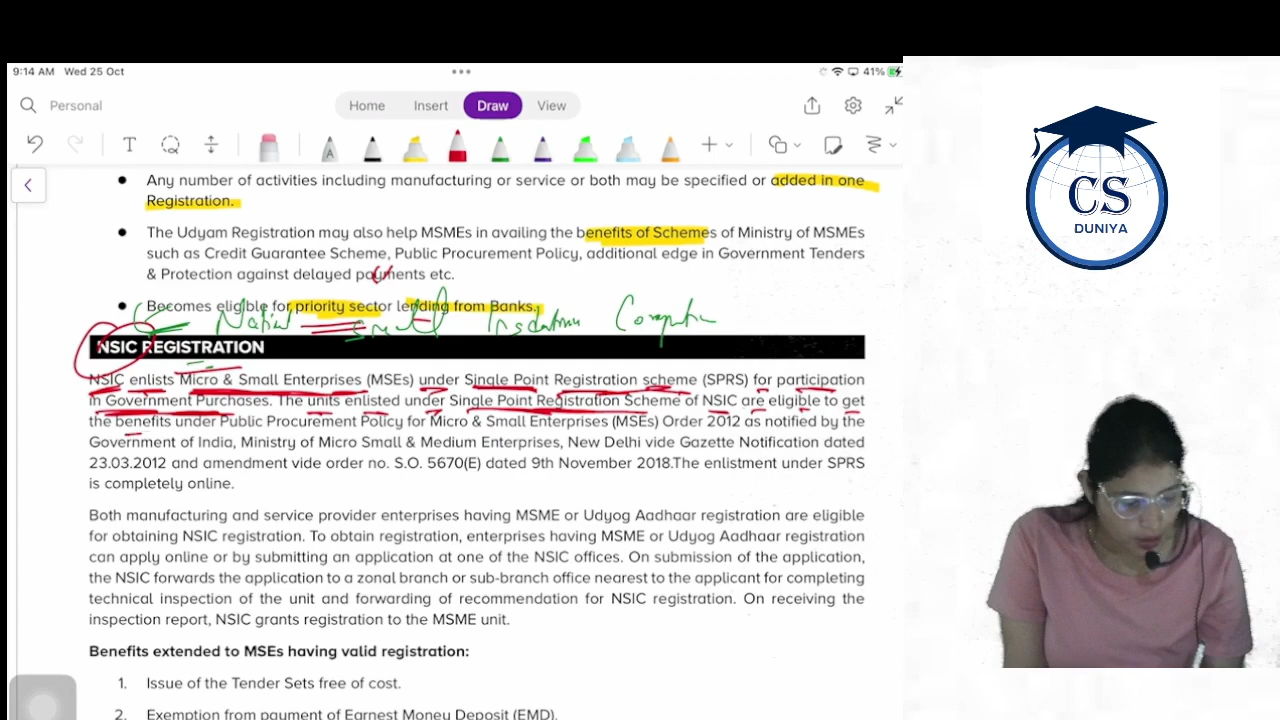 9:14 AM Wed 25 Oct
41%
Personal
Home Insert Draw View
CS
DUNIYA
• Any number of activities including manufacturing or service or both may be specified or added in one
Registration.
• The Udyam Registration may also help MSMEs in availing the benefits of Schemes of Ministry of MSMEs
such as Credit Guarantee Scheme, Public Procurement Policy, additional edge in Government Tenders
& Protection against delayed payments etc.
• Becomes eligible for priority sector lending from Banks.
NSIC REGISTRATION
NSIC enlists Micro & Small Enterprises (MSEs) under Single Point Registration scheme (SPRS) for participation
in Government Purchases. The units enlisted under Single Point Registration Scheme of NSIC are eligible to get
the benefits under Public Procurement Policy for Micro & Small Enterprises (MSEs) Order 2012 as notified by the
Government of India, Ministry of Micro Small & Medium Enterprises, New Delhi vide Gazette Notification dated
23.03.2012 and amendment vide order no. S.O. 5670(E) dated 9th November 2018.The enlistment under SPRS
is completely online.
Both manufacturing and service provider enterprises having MSME or Udyog Aadhaar registration are eligible
for obtaining NSIC registration. To obtain registration, enterprises having MSME or Udyog Aadhaar registration
can apply online or by submitting an application at one of the NSIC offices. On submission of the application,
the NSIC forwards the application to a zonal branch or sub-branch office nearest to the applicant for completing
technical inspection of the unit and forwarding of recommendation for NSIC registration. On receiving the
inspection report, NSIC grants registration to the MSME unit.
Benefits extended to MSEs having valid registration:
1. Issue of the Tender Sets free of cost.
2. Exemption from payment of Earnest Money Deposit (EMD).